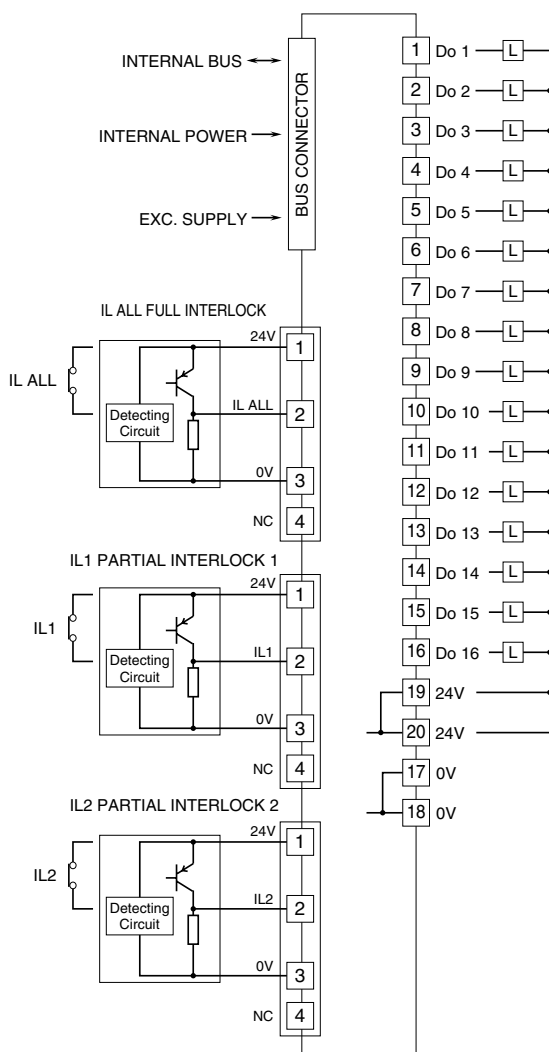 INTERNAL BUS
INTERNAL POWER
EXC. SUPPLY
BUS CONNECTOR
IL ALL FULL INTERLOCK
IL ALL
Detecting
Circuit
24V
1
IL ALL
2
0V
3
NC
4
IL1 PARTIAL INTERLOCK 1
IL1
Detecting
Circuit
24V
1
IL1
2
0V
3
NC
4
IL2 PARTIAL INTERLOCK 2
IL2
Detecting
Circuit
24V
1
IL2
2
0V
3
NC
4
1 Do 1 L
2 Do 2 L
3 Do 3 L
4 Do 4 L
5 Do 5 L
6 Do 6 L
7 Do 7 L
8 Do 8 L
9 Do 9 L
10 Do 10 L
11 Do 11 L
12 Do 12 L
13 Do 13 L
14 Do 14 L
15 Do 15 L
16 Do 16 L
19 24V
20 24V
17 0V
18 0V